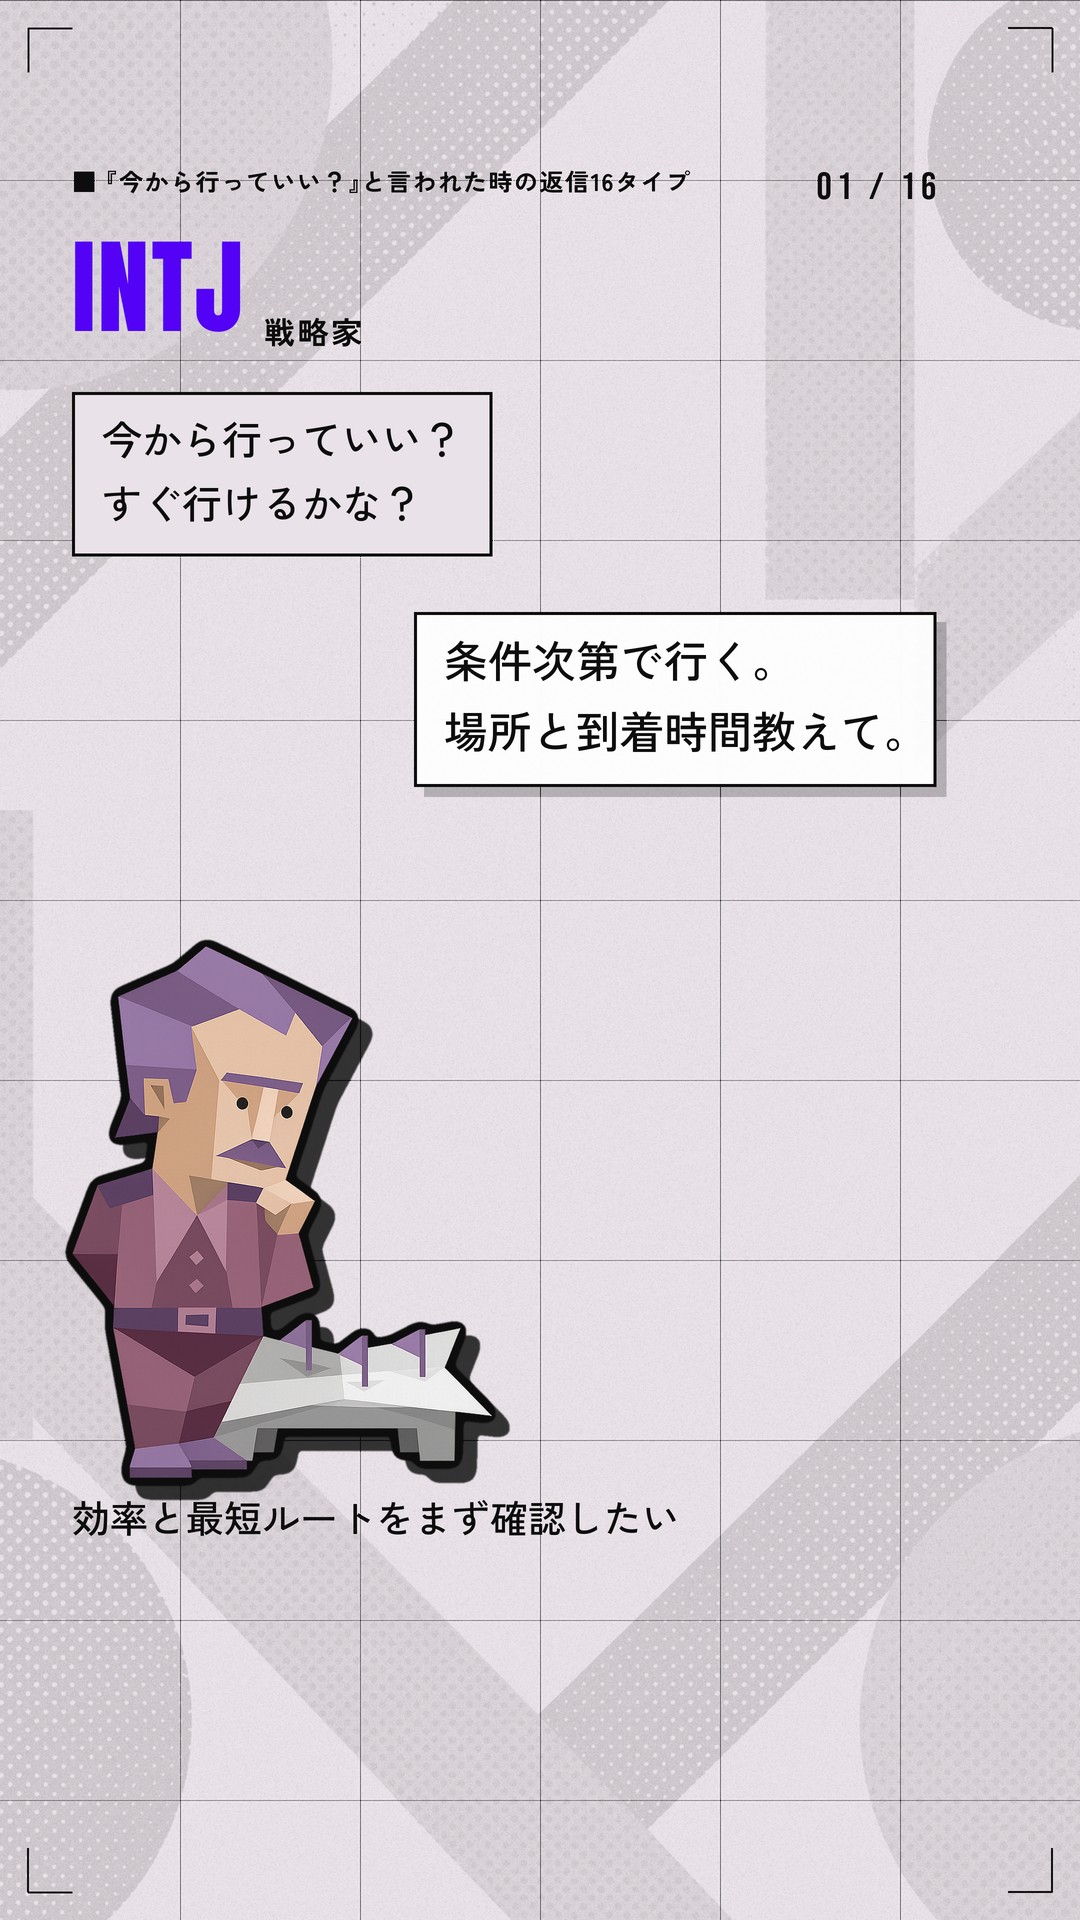 ■『今から行っていい？』と言われた時の返信16タイプ
01 / 16
INTJ
戦略家
今から行っていい？
すぐ行けるかな？
条件次第で行く。
場所と到着時間教えて。
効率と最短ルートをまず確認したい